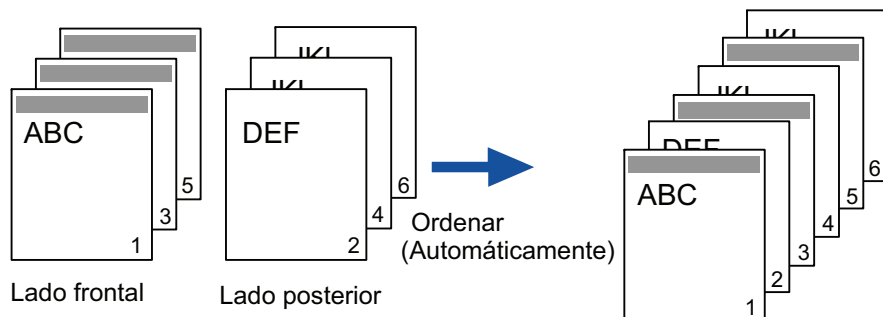 ABC
5
3
1
Lado frontal
DEF
6
4
2
Lado posterior
Ordenar
(Automáticamente)
DEF
ABC
6
5
4
3
2
1